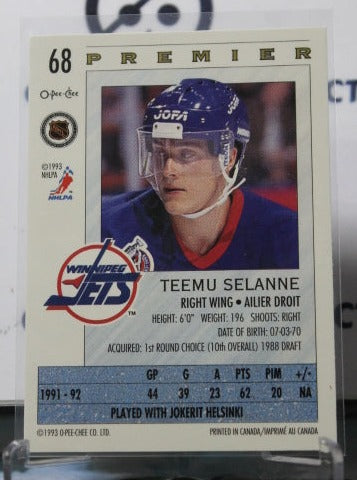 68 PREMIER
O-Pee-Chee
JOFA
NHL
©1993
NHLPA
NHLPA
WINNIPEG
JETS
TM
TEEMU SELANNE
RIGHT WING • AILIER DROIT
HEIGHT: 6'0" WEIGHT: 196 SHOOTS: RIGHT
DATE OF BIRTH: 07-03-70
ACQUIRED: 1st ROUND CHOICE (10th OVERALL) 1988 DRAFT
GP G A PTS PIM +/-
1991 - 92 44 39 23 62 20 NA
PLAYED WITH JOKERIT HELSINKI
©1993 O-PEE-CHEE CO. LTD. PRINTED IN CANADA/IMPRIMÉ AU CANADA